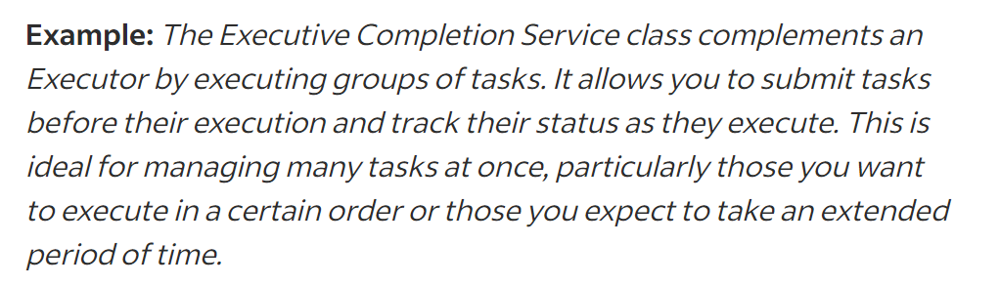 Example: The Executive Completion Service class complements an
Executor by executing groups of tasks. It allows you to submit tasks
before their execution and track their status as they execute. This is
ideal for managing many tasks at once, particularly those you want
to execute in a certain order or those you expect to take an extended
period of time.